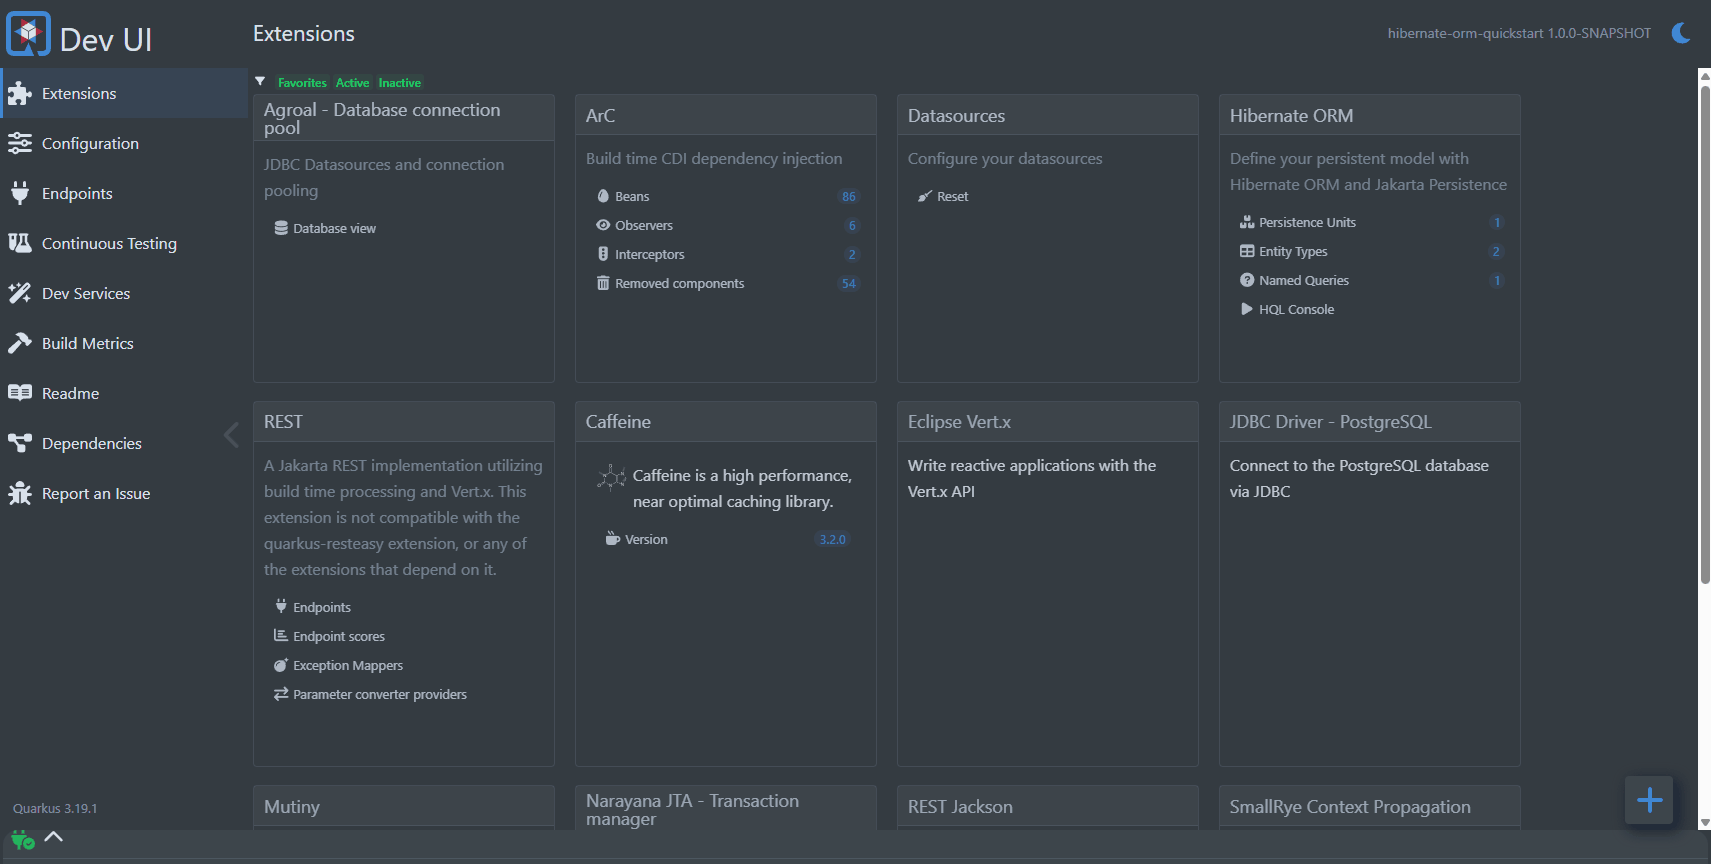 Dev UI
Extensions
hibernate-orm-quickstart 1.0.0-SNAPSHOT
Extensions
Configuration
Endpoints
Continuous Testing
Dev Services
Build Metrics
Readme
Dependencies
Report an Issue
Quarkus 3.19.1
Favorites Active Inactive
Agroal - Database connection
pool
JDBC Datasources and connection
pooling
Database view
ArC
Build time CDI dependency injection
Beans 86
Observers 6
Interceptors 2
Removed components 54
Datasources
Configure your datasources
Reset
Hibernate ORM
Define your persistent model with
Hibernate ORM and Jakarta Persistence
Persistence Units 1
Entity Types 2
Named Queries 1
HQL Console
REST
A Jakarta REST implementation utilizing
build time processing and Vert.x. This
extension is not compatible with the
quarkus-resteasy extension, or any of
the extensions that depend on it.
Endpoints
Endpoint scores
Exception Mappers
Parameter converter providers
Caffeine
Caffeine is a high performance,
near optimal caching library.
Version 3.2.0
Eclipse Vert.x
Write reactive applications with the
Vert.x API
JDBC Driver - PostgreSQL
Connect to the PostgreSQL database
via JDBC
Mutiny
Narayana JTA - Transaction
manager
REST Jackson
SmallRye Context Propagation